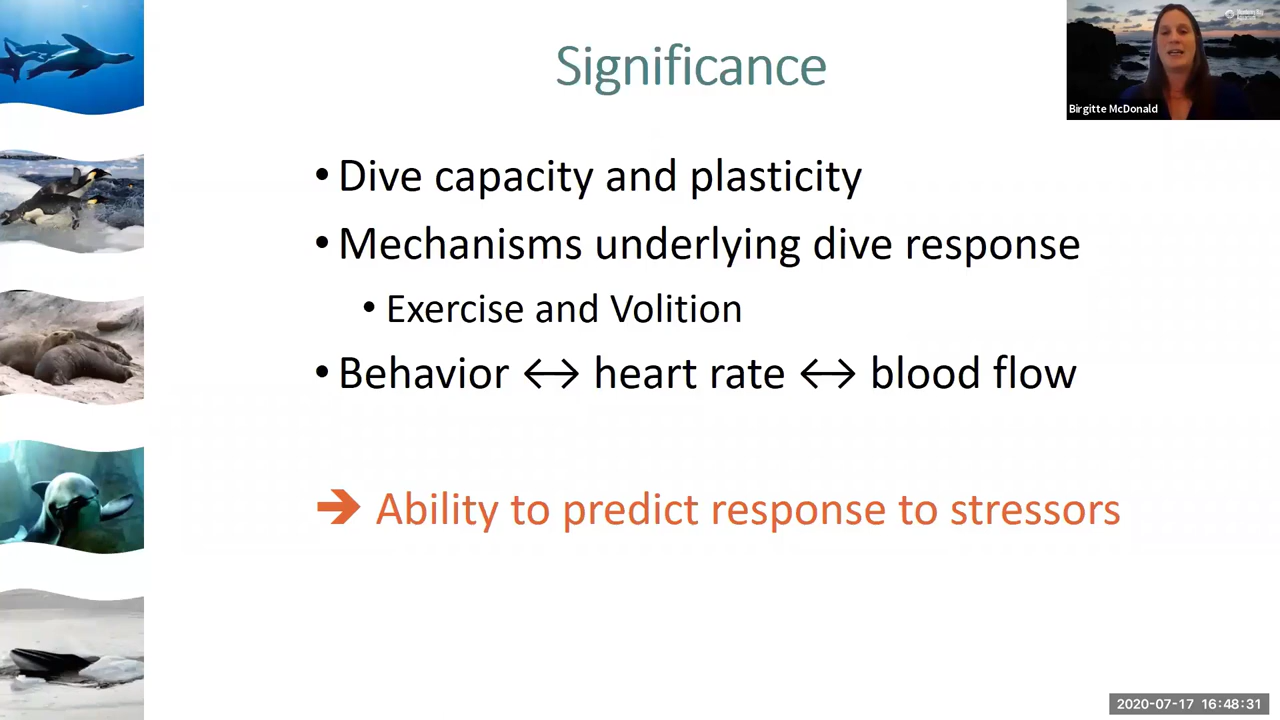 Significance
Birgitte McDonald
• Dive capacity and plasticity
• Mechanisms underlying dive response
• Exercise and Volition
• Behavior ↔ heart rate ↔ blood flow
➔ Ability to predict response to stressors
2020-07-17 16:48:31